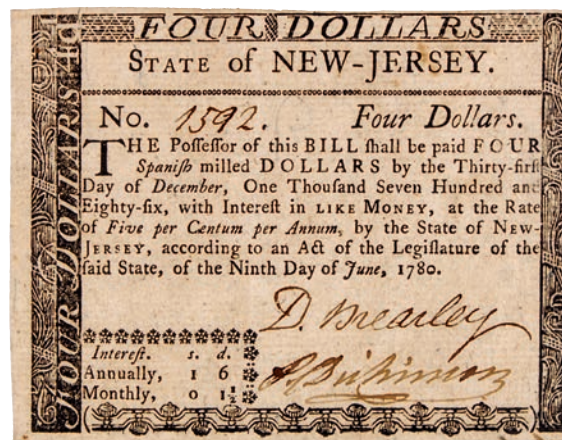 FOUR DOLLARS
STATE of NEW-JERSEY.
No. 1592. Four Dollars.
THE Poſſeſſor of this BILL ſhall be paid FOUR
Spaniſh milled DOLLARS by the Thirty-firſt
Day of December, One Thouſand Seven Hundred and
Eighty-ſix, with Intereſt in LIKE MONEY, at the Rate
of Five per Centum per Annum, by the State of NEW-
JERSEY, according to an Act of the Legiſlature of the
ſaid State, of the Ninth Day of June, 1780.
D. Brearley
Intereſt. s. d.
Annually, 1 6
Monthly, 0 1½
Dickinson
FOUR DOLLARS